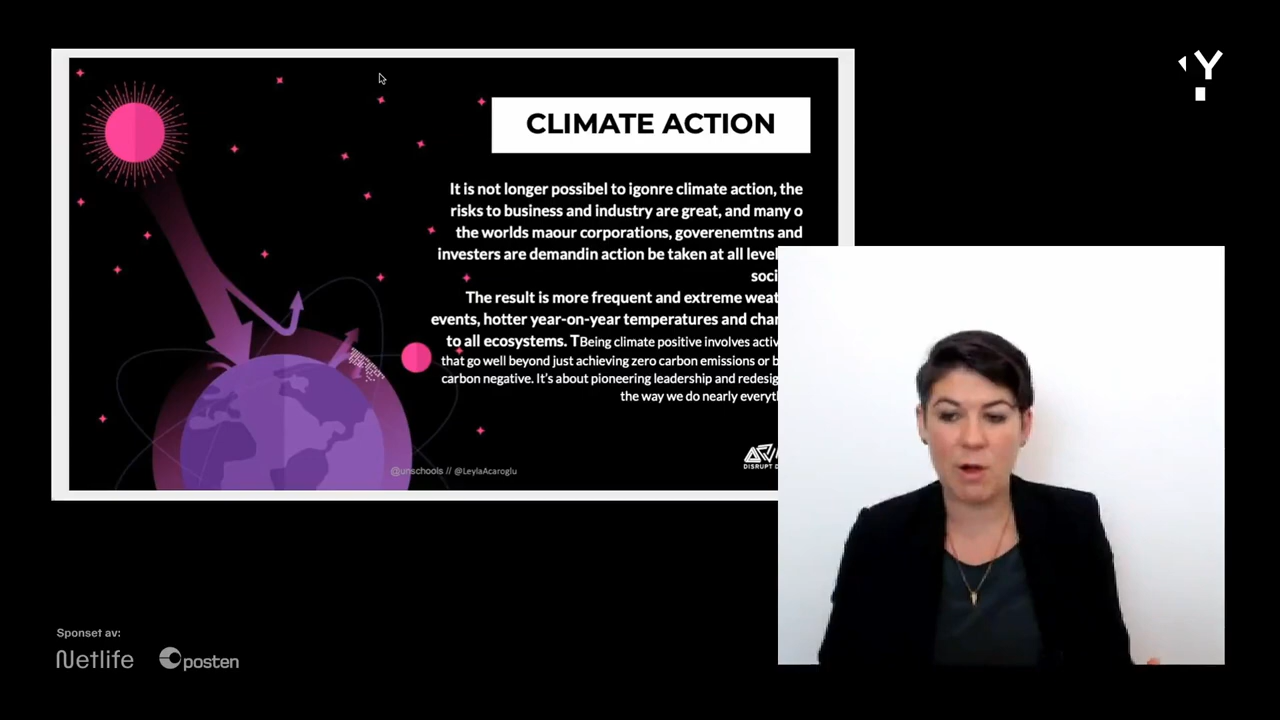 CLIMATE ACTION
It is not longer possibel to igonre climate action, the
risks to business and industry are great, and many o
the worlds maour corporations, goverenemtns and
investers are demandin action be taken at all level
soci
The result is more frequent and extreme weat
events, hotter year-on-year temperatures and chan
to all ecosystems. TBeing climate positive involves activ
that go well beyond just achieving zero carbon emissions or b
carbon negative. It's about pioneering leadership and redesig
the way we do nearly everyth
@unschools // @LeylaAcaroglu
DISRUPT D
Y
Sponset av:
Netlife
posten